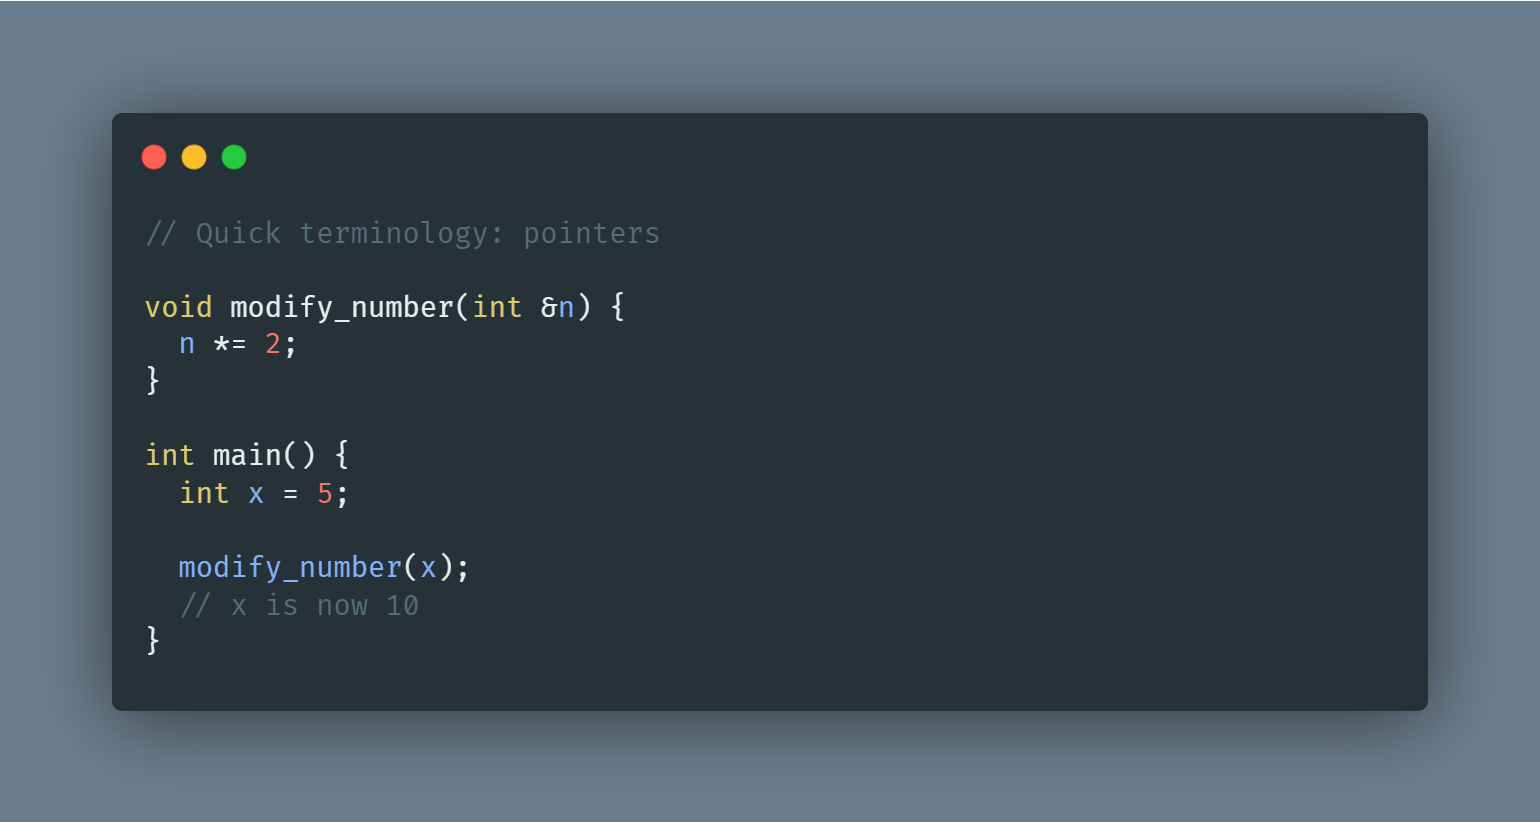 // Quick terminology: pointers
void modify_number(int &n) {
  n *= 2;
}
int main() {
  int x = 5;
  modify_number(x);
  // x is now 10
}